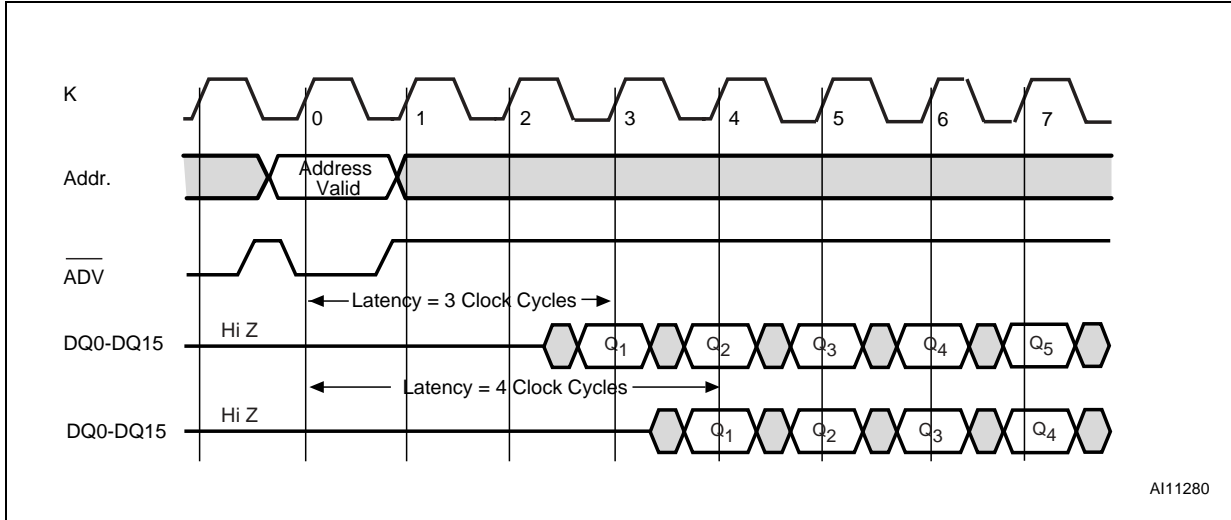 K
0 1 2 3 4 5 6 7
Addr.
Address
Valid
ADV
Latency = 3 Clock Cycles
DQ0-DQ15
Hi Z
Q1 Q2 Q3 Q4 Q5
Latency = 4 Clock Cycles
DQ0-DQ15
Hi Z
Q1 Q2 Q3 Q4
AI11280